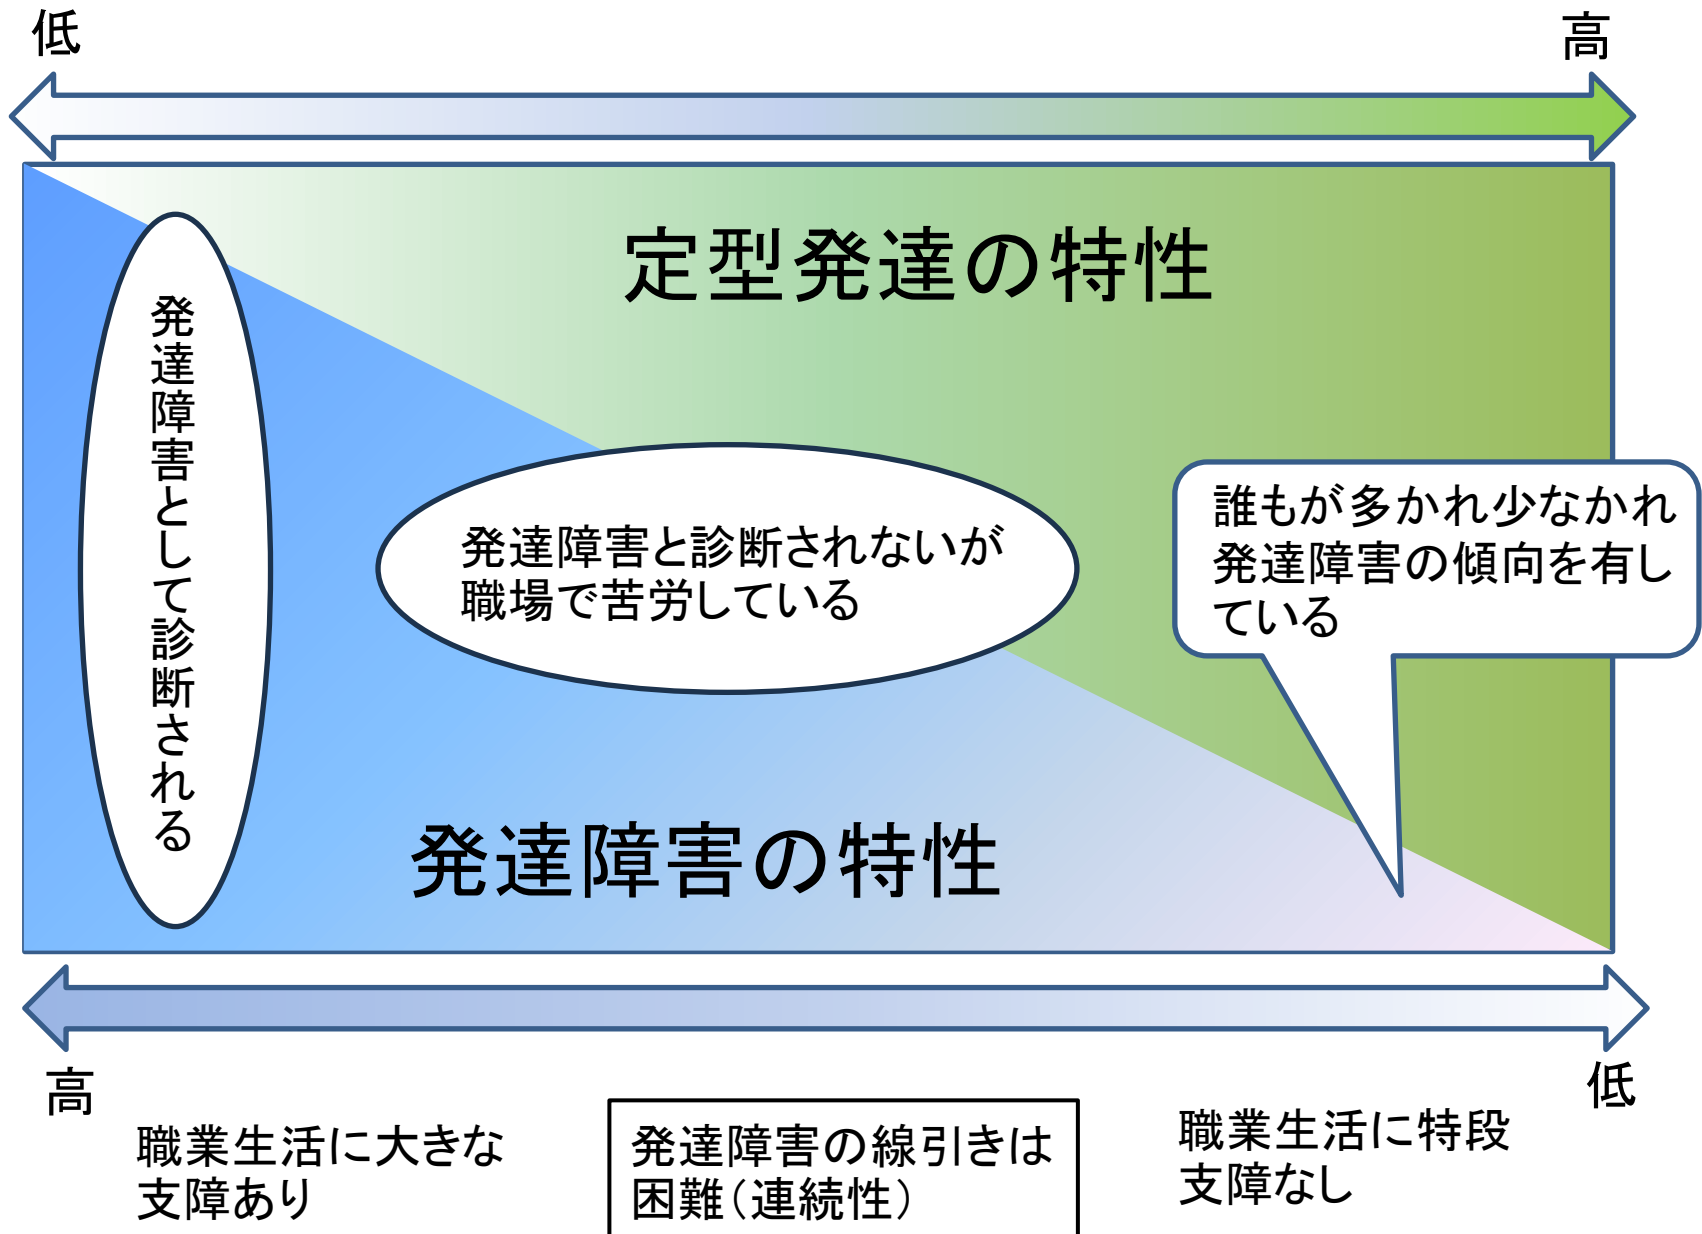 低
高
定型発達の特性
発達障害として診断される
発達障害と診断されないが
職場で苦労している
誰もが多かれ少なかれ
発達障害の傾向を有し
ている
発達障害の特性
高
低
職業生活に大きな
支障あり
発達障害の線引きは
困難（連続性）
職業生活に特段
支障なし